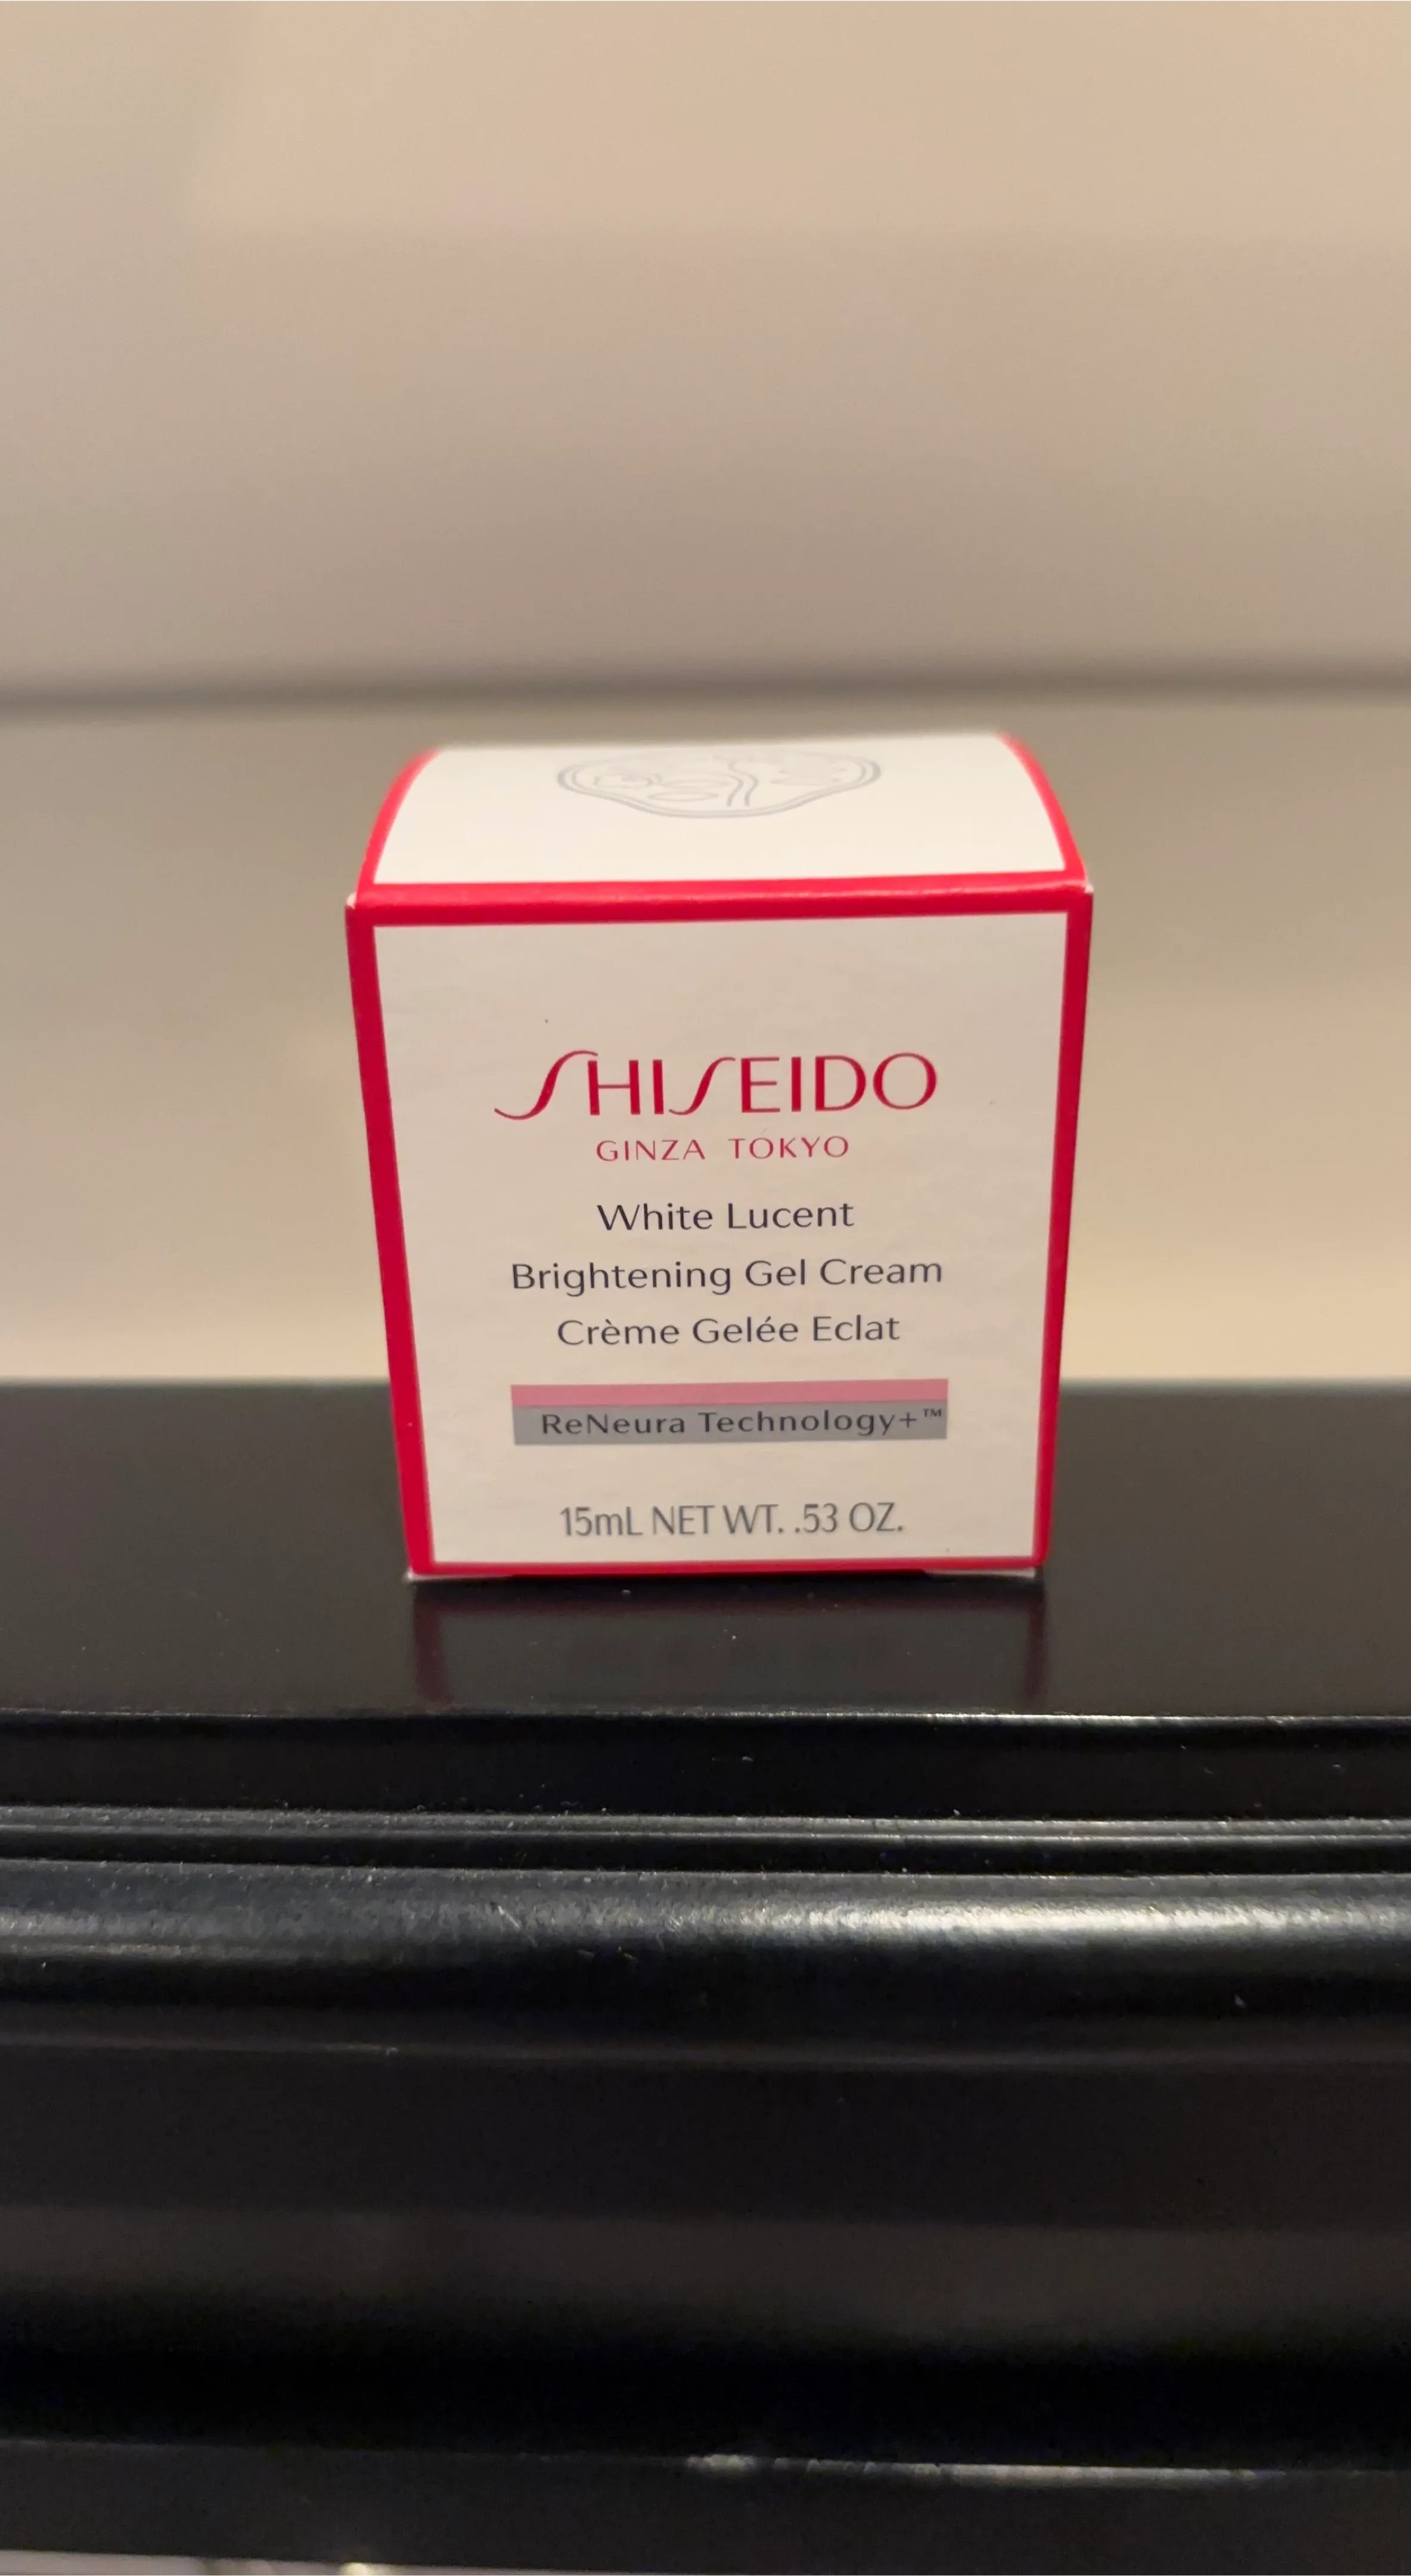 SHISEIDO
GINZA TOKYO
White Lucent
Brightening Gel Cream
Crème Gelée Eclat
ReNeura Technology+™
15mL NET WT. .53 OZ.